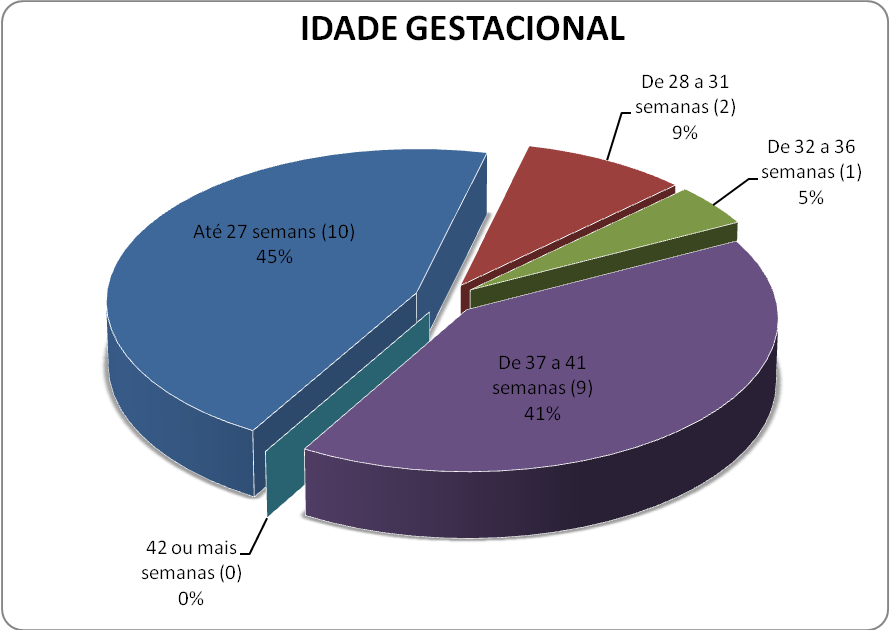 IDADE GESTACIONAL
De 28 a 31
semanas (2)
9%
De 32 a 36
semanas (1)
5%
Até 27 semans (10)
45%
De 37 a 41
semanas (9)
41%
42 ou mais
semanas (0)
0%